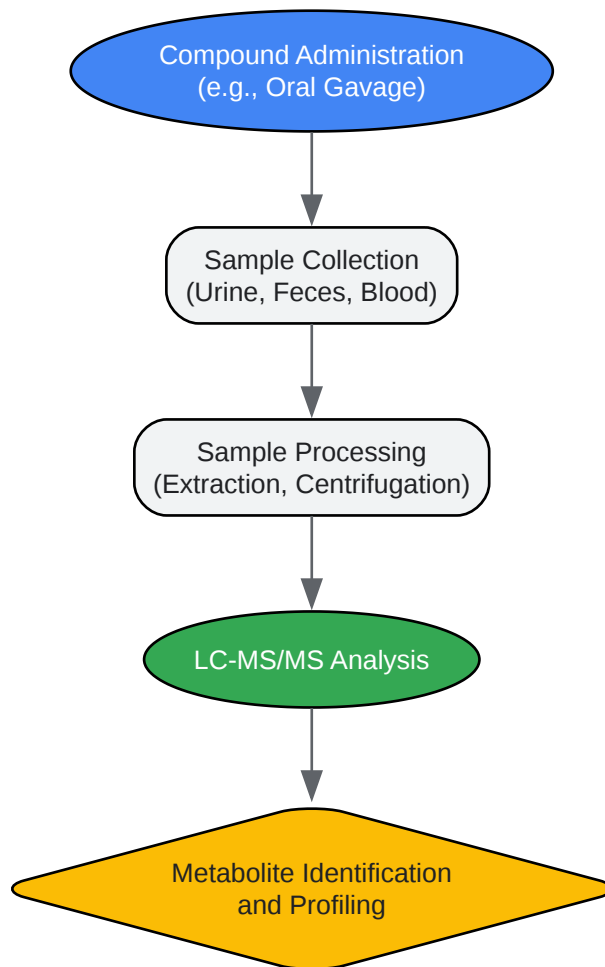 Compound Administration
(e.g., Oral Gavage)
Sample Collection
(Urine, Feces, Blood)
Sample Processing
(Extraction, Centrifugation)
LC-MS/MS Analysis
Metabolite Identification
and Profiling